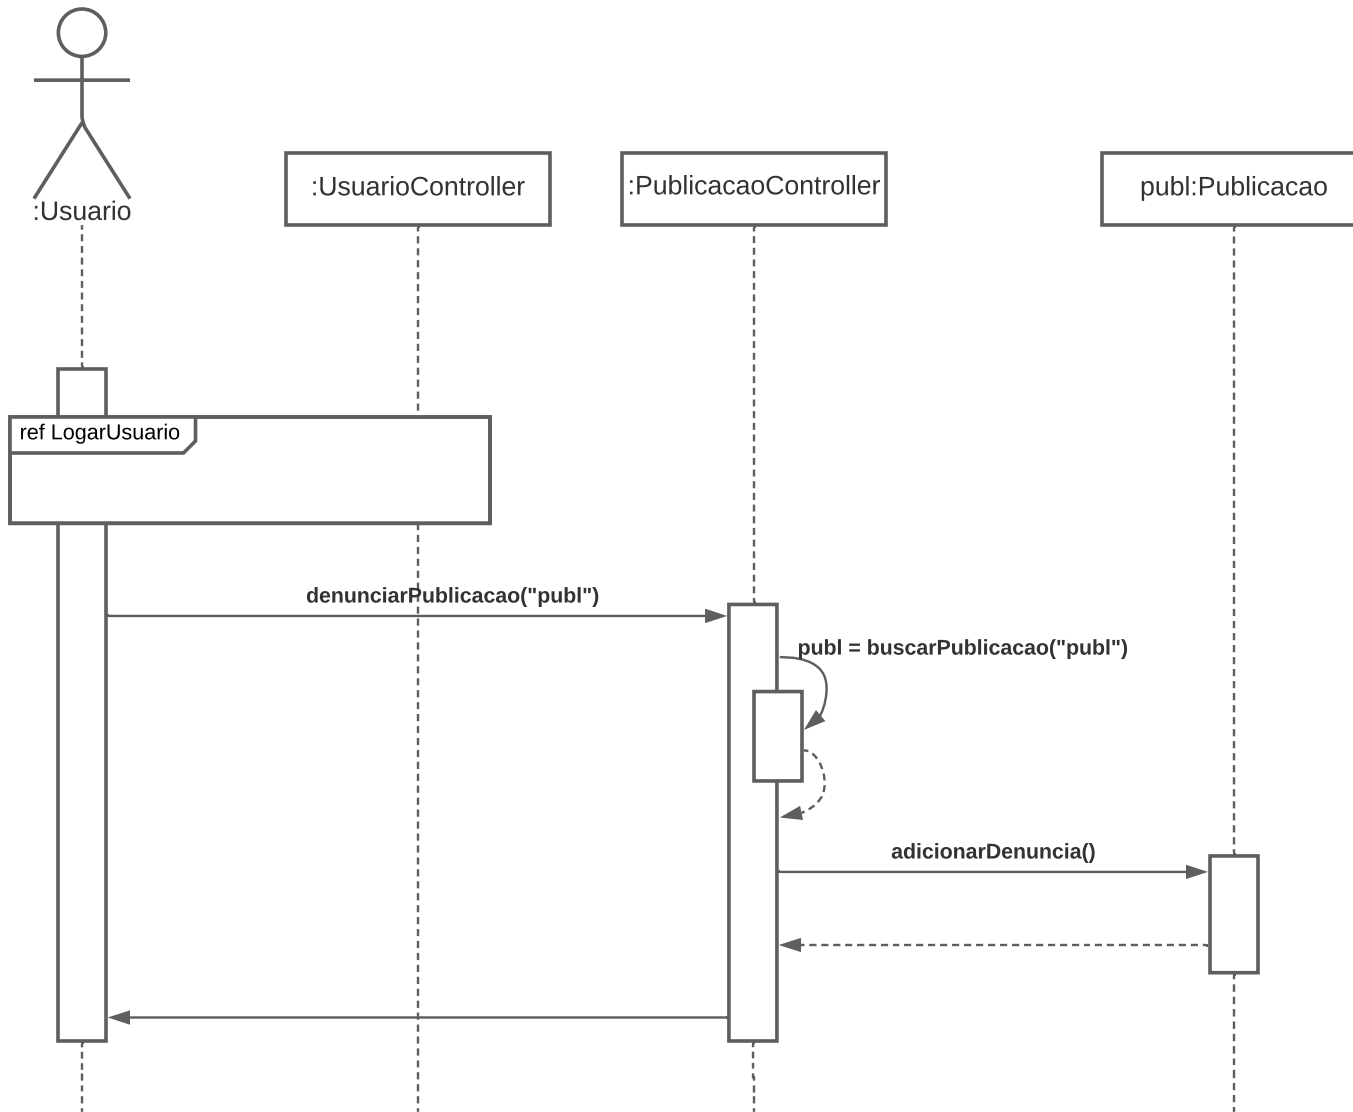 :Usuario
:UsuarioController
:PublicacaoController
publ:Publicacao
ref LogarUsuario
denunciarPublicacao("publ")
publ = buscarPublicacao("publ")
adicionarDenuncia()